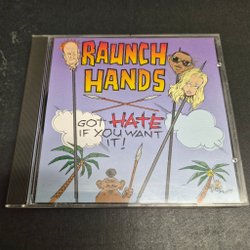 RAUNCH
HANDS
GOT HATE
IF YOU WANT
IT!